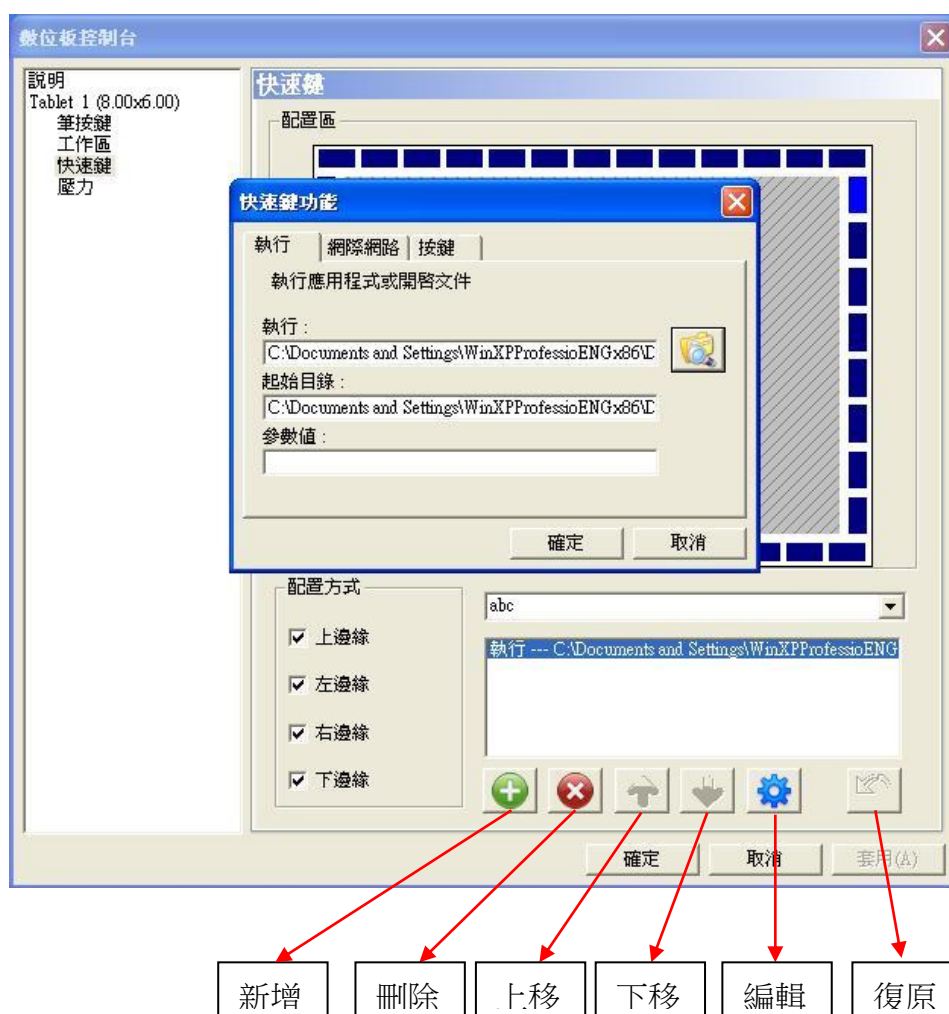 數位板控制台
說明
Tablet 1 (8.00x6.00)
筆按鍵
工作區
快速鍵
壓力
快速鍵
配置區
快速鍵功能
執行
網際網路
按鍵
執行應用程式或開啓文件
執行 :
C:\Documents and Settings\WinXPProfessioENGx86\D
起始目錄 :
C:\Documents and Settings\WinXPProfessioENGx86\D
參數值 :
確定
取消
配置方式
上邊緣
左邊緣
右邊緣
下邊緣
abc
執行 --- C:\Documents and Settings\WinXPProfessioENG
確定
取消
套用(A)
新增
刪除
上移
下移
編輯
復原